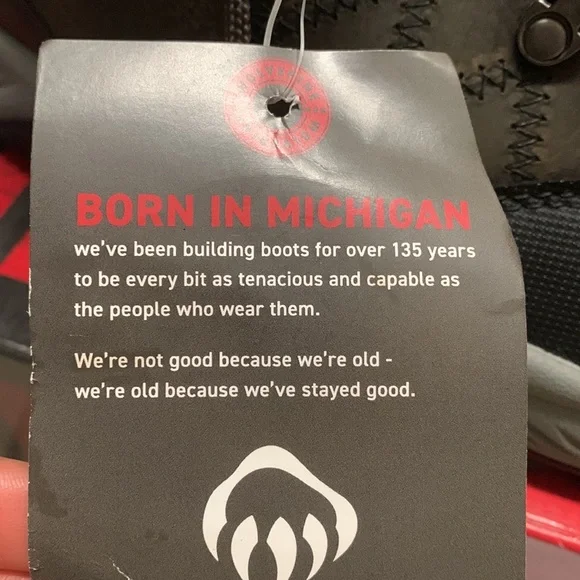 BORN IN MICHIGAN
we've been building boots for over 135 years
to be every bit as tenacious and capable as
the people who wear them.
We're not good because we're old -
we're old because we've stayed good.